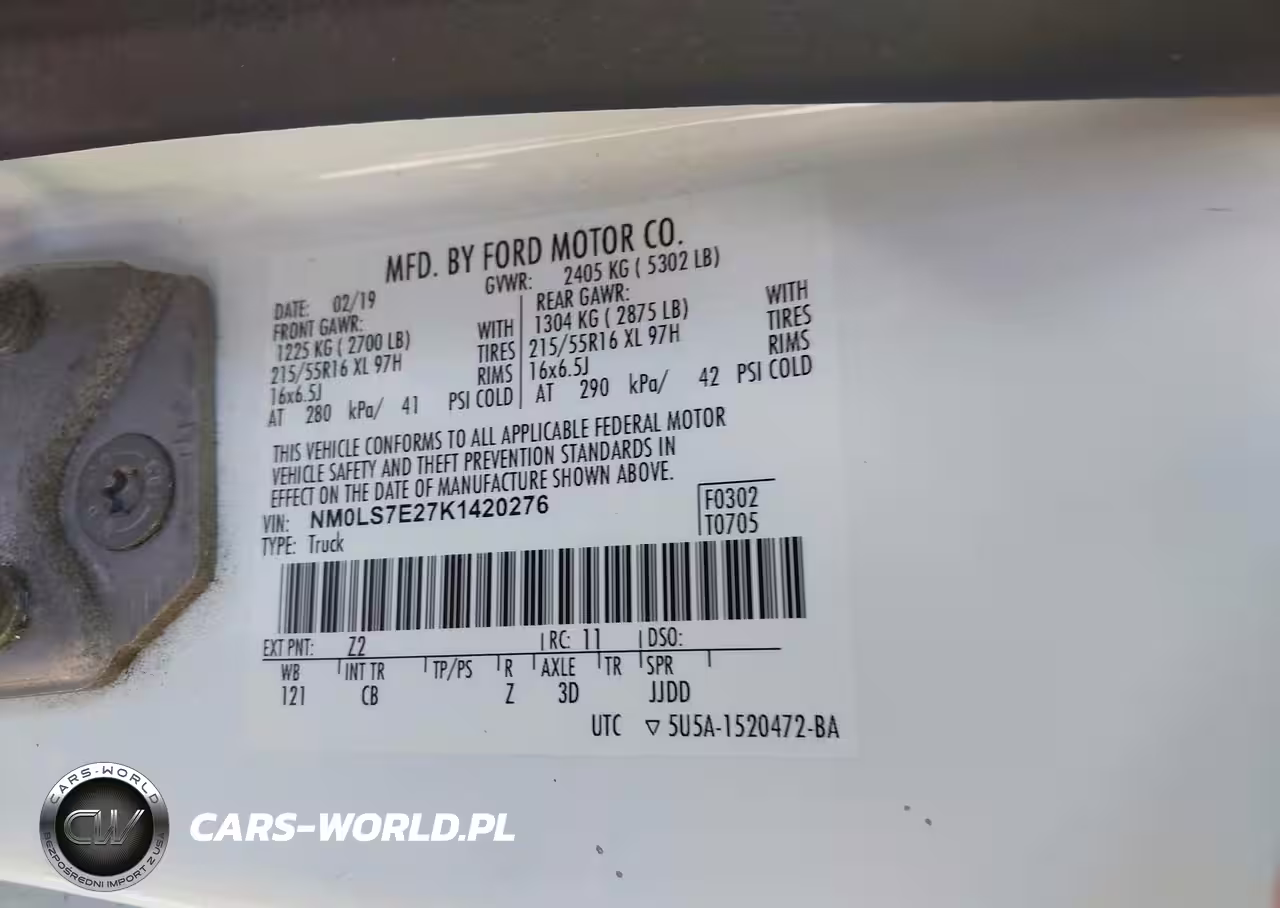 MFD. BY FORD MOTOR CO.
DATE: 02/19 GVWR: 2405 KG ( 5302 LB)
FRONT GAWR: REAR GAWR:
1225 KG ( 2700 LB) WITH 1304 KG ( 2875 LB) WITH
215/55R16 XL 97H TIRES 215/55R16 XL 97H TIRES
16x6.5J RIMS 16x6.5J RIMS
AT 280 kPa/ 41 PSI COLD AT 290 kPa/ 42 PSI COLD
THIS VEHICLE CONFORMS TO ALL APPLICABLE FEDERAL MOTOR
VEHICLE SAFETY AND THEFT PREVENTION STANDARDS IN
EFFECT ON THE DATE OF MANUFACTURE SHOWN ABOVE.
VIN: NM0LS7E27K1420276 F0302
TYPE: Truck T0705
EXT PNT: Z2 RC: 11 DSO:
WB INT TR TP/PS R AXLE TR SPR
121 CB Z 3D JJDD
UTC ▽ 5U5A-1520472-BA
CARS-WORLD
CW
BEZPOŚREDNI IMPORT Z USA
CARS-WORLD.PL